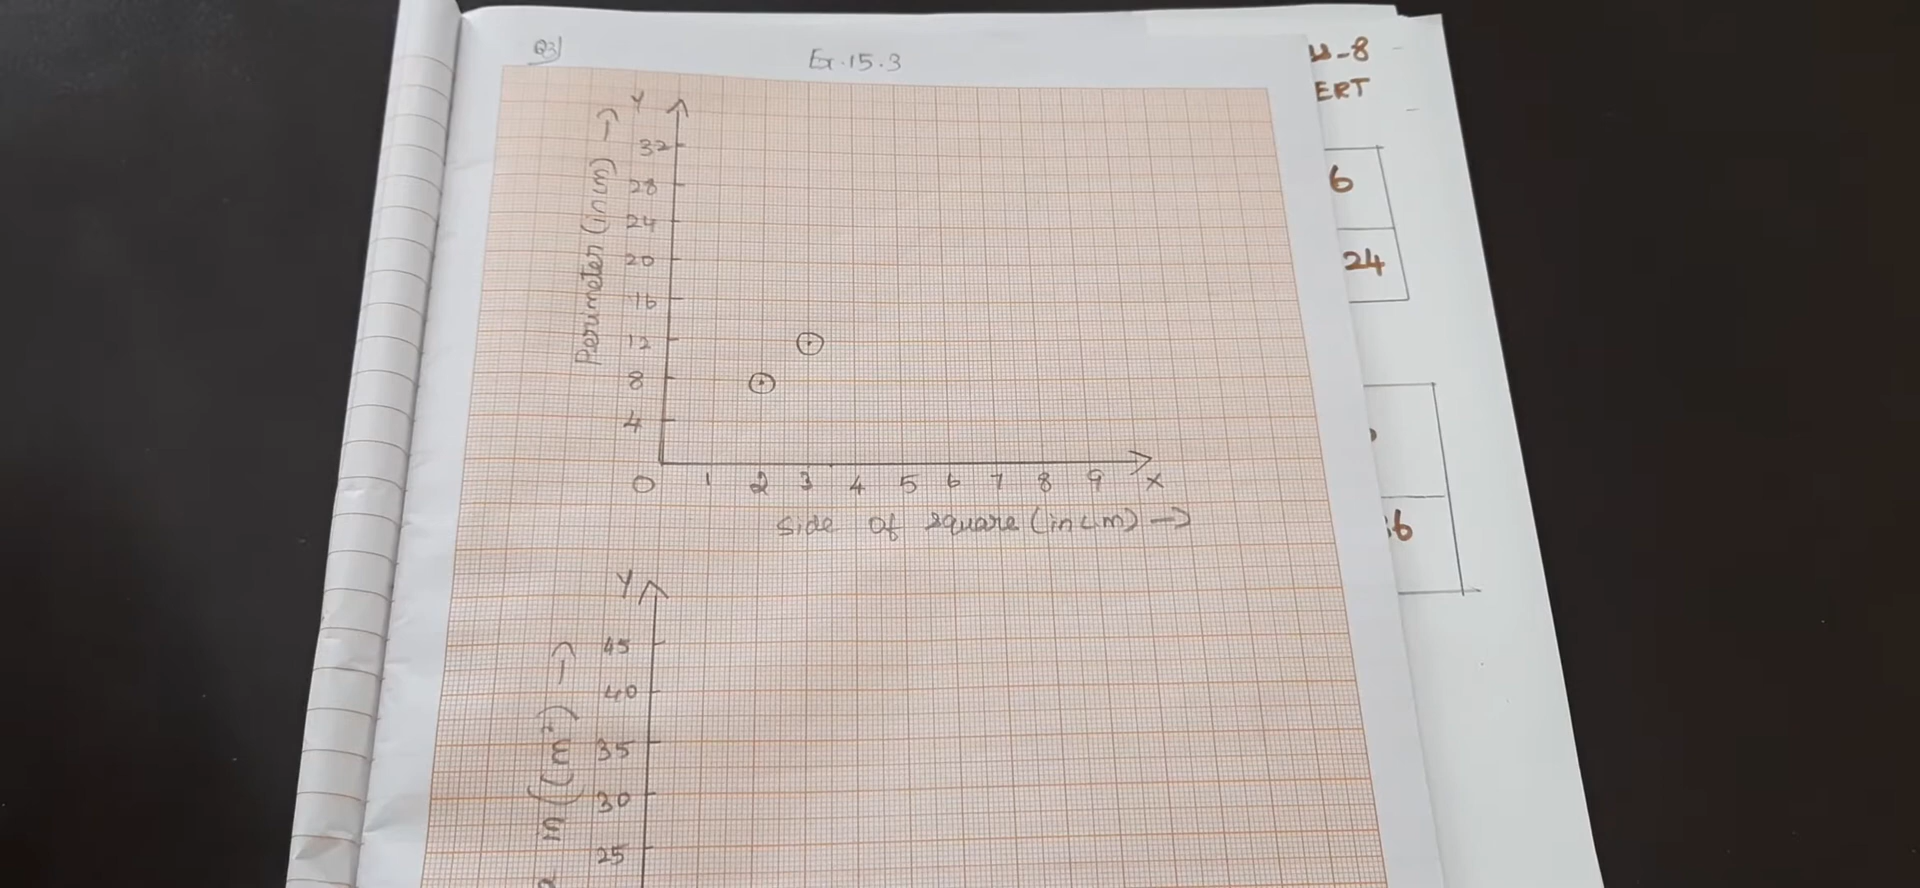 Q3)
Ex.15.3
-8
ERT
Y
32
28
24
20
16
12
8
4
Perimeter (in cm) →
0 1 2 3 4 5 6 7 8 9 X
side of square (in cm) →
6
24
6
Y
45
40
35
30
25